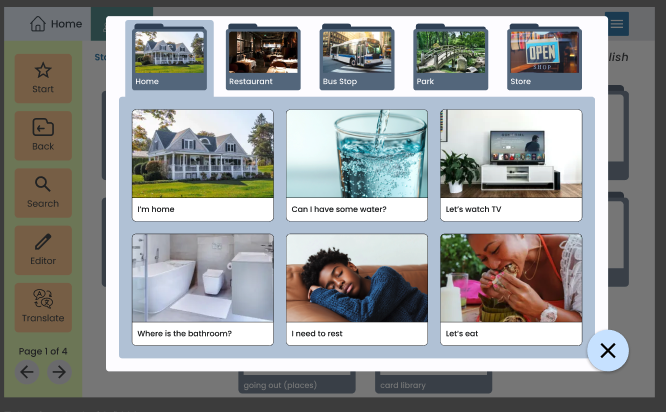 Home
Home
Restaurant
Bus Stop
Park
Store
OPEN
SHOP
I'm home
Can I have some water?
Let's watch TV
Where is the bathroom?
I need to rest
Let's eat
Start
Back
Search
Editor
Translate
Page 1 of 4
going out (places)
card library